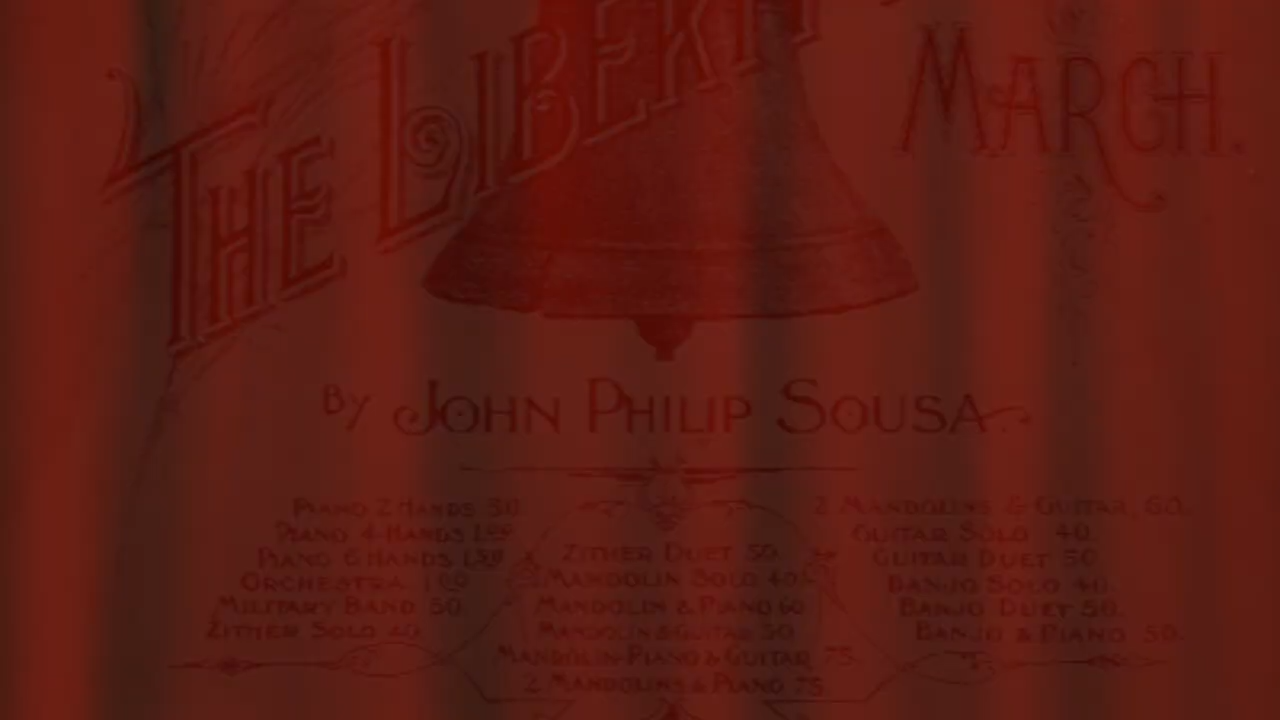 THE LIBERT
MARCH.
BY JOHN PHILIP SOUSA
PIANO 2 HANDS 50
PIANO 4 HANDS 1.00
PIANO 6 HANDS 1.50
ORCHESTRA 1.00
MILITARY BAND 50
ZITHER SOLO 40
ZITHER DUET 50
MANDOLIN SOLO 40
MANDOLIN & PIANO 60
MANDOLIN & GUITAR 50
MANDOLIN-PIANO & GUITAR 75
2 MANDOLINS & PIANO 75
2 MANDOLINS & GUITAR, 60.
GUITAR SOLO 40
GUITAR DUET 50
BANJO SOLO 40
BANJO DUET 50.
BANJO & PIANO 50.